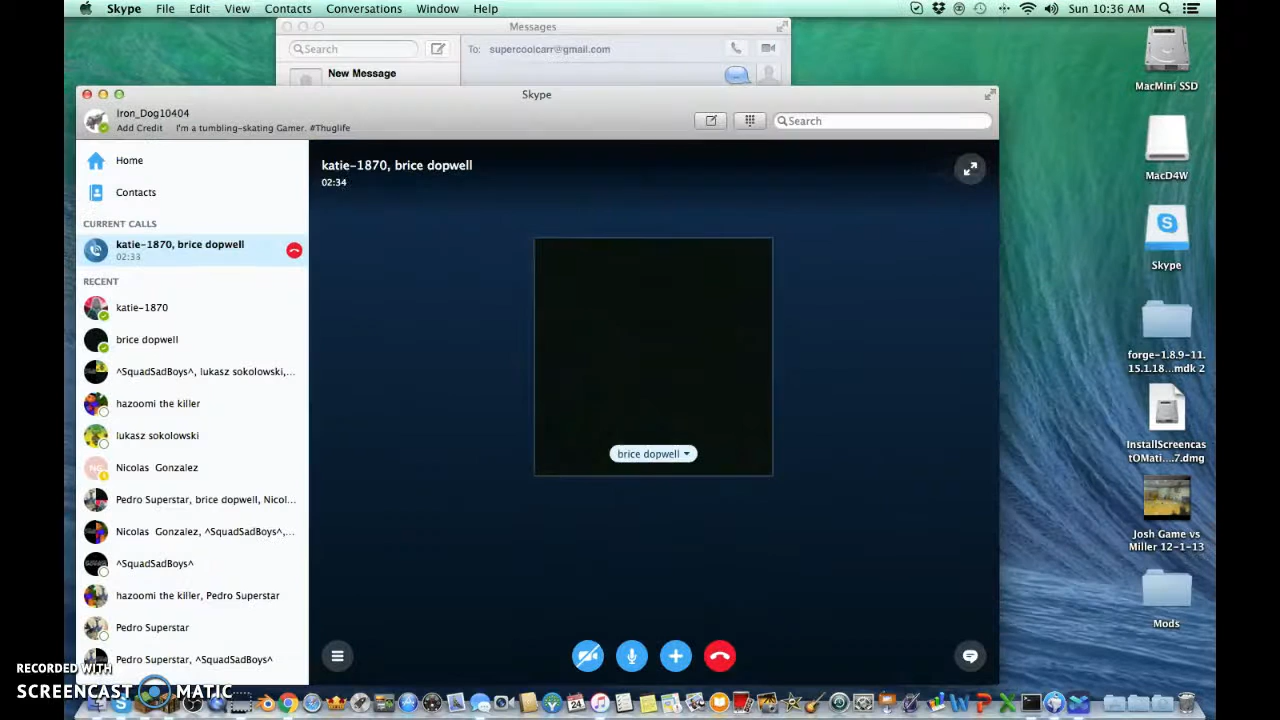 Skype File Edit View Contacts Conversations Window Help Sun 10:36 AM
Messages
Search
To: supercoolcarr@gmail.com
New Message
Skype
Iron_Dog10404
Add Credit I'm a tumbling-skating Gamer. #Thuglife
Search
Home
Contacts
CURRENT CALLS
katie-1870, brice dopwell
02:33
RECENT
katie-1870
brice dopwell
^SquadSadBoys^, lukasz sokolowski,...
hazoomi the killer
lukasz sokolowski
NG
Nicolas Gonzalez
Pedro Superstar, brice dopwell, Nicol...
Nicolas Gonzalez, ^SquadSadBoys^,...
^SquadSadBoys^
hazoomi the killer, Pedro Superstar
Pedro Superstar
Pedro Superstar, ^SquadSadBoys^
katie-1870, brice dopwell
02:34
brice dopwell
MacMini SSD
MacD4W
Skype
forge-1.8.9-11.
15.1.18...mdk 2
InstallScreencas
tOMati....7.dmg
Josh Game vs
Miller 12-1-13
Mods
RECORDED WITH
SCREENCAST MATIC